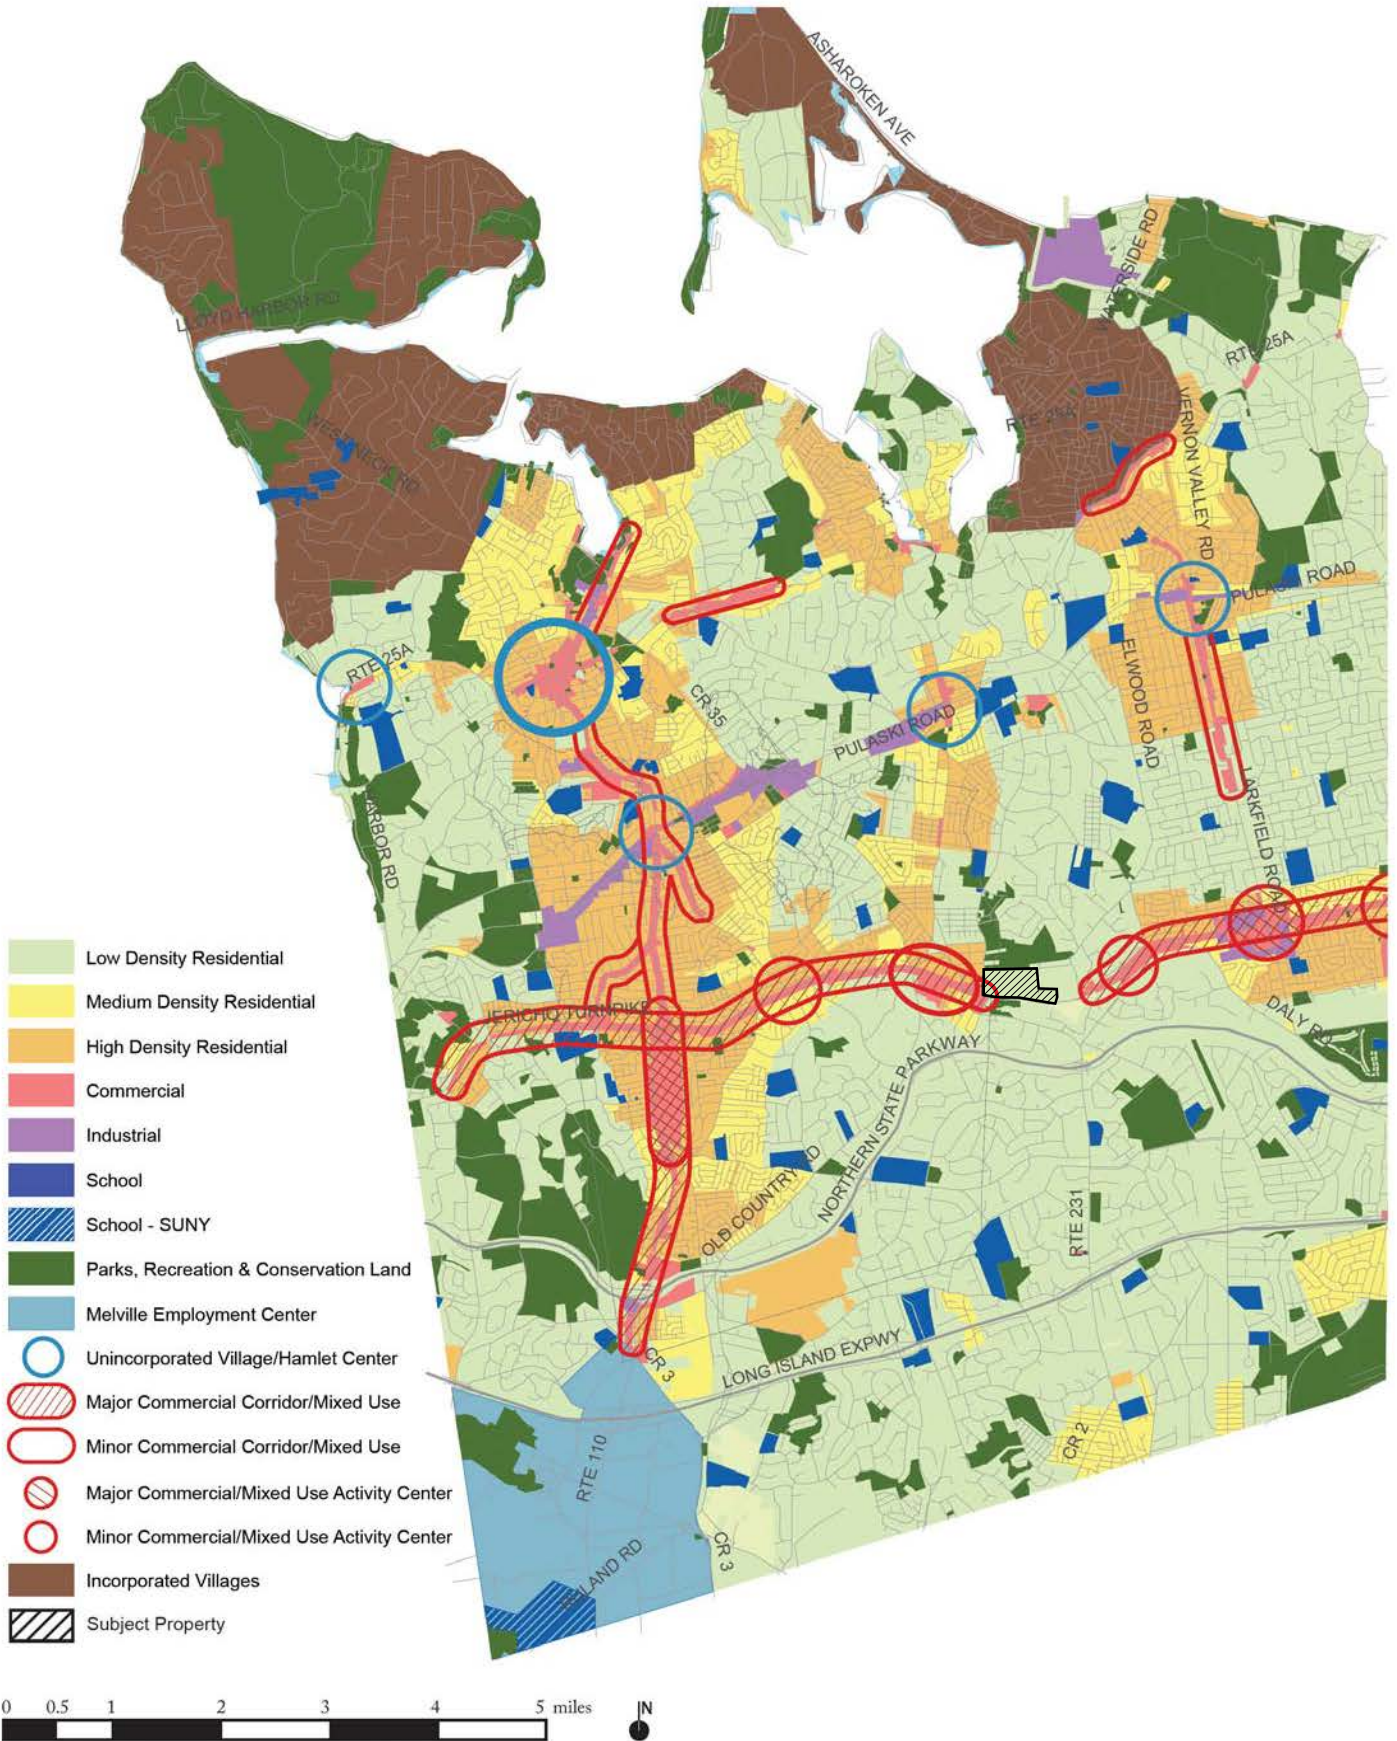 ASHAROKEN AVE
WATERSIDE RD
LLOYD HARBOR RD
RTE 25A
WEST NECK RD
RTE 25A
VERNON VALLEY RD
PULASKI ROAD
RTE 25A
CR 35
ELWOOD ROAD
PULASKI ROAD
HARBOR RD
LARKFIELD ROAD
JERICHO TURNPIKE
DALY RD
NORTHERN STATE PARKWAY
OLD COUNTRY RD
RTE 231
LONG ISLAND EXPWY
CR 3
CR 2
RTE 110
CR 3
Low Density Residential
Medium Density Residential
High Density Residential
Commercial
Industrial
School
School - SUNY
Parks, Recreation & Conservation Land
Melville Employment Center
Unincorporated Village/Hamlet Center
Major Commercial Corridor/Mixed Use
Minor Commercial Corridor/Mixed Use
Major Commercial/Mixed Use Activity Center
Minor Commercial/Mixed Use Activity Center
Incorporated Villages
Subject Property
0 0.5 1 2 3 4 5 miles
N